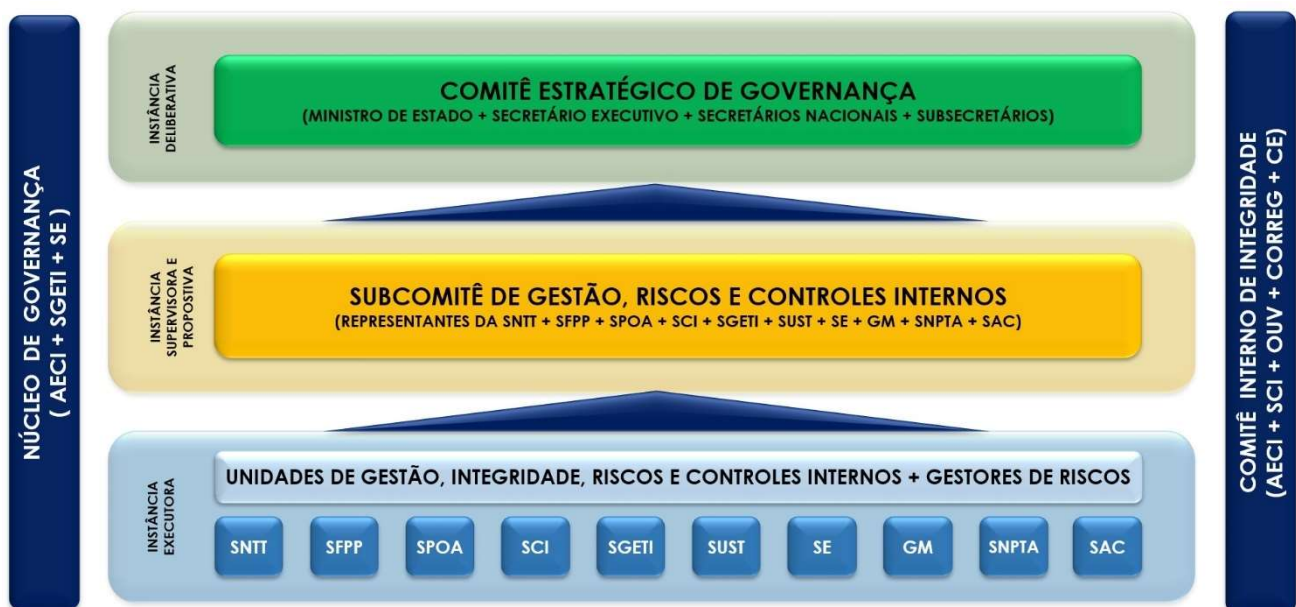 NÚCLEO DE GOVERNANÇA
( AECI + SGETI + SE )
INSTÂNCIA
DELIBERATIVA
COMITÊ ESTRATÉGICO DE GOVERNANÇA
(MINISTRO DE ESTADO + SECRETÁRIO EXECUTIVO + SECRETÁRIOS NACIONAIS + SUBSECRETÁRIOS)
INSTÂNCIA
SUPERVISORA E
PROPOSTIVA
SUBCOMITÊ DE GESTÃO, RISCOS E CONTROLES INTERNOS
(REPRESENTANTES DA SNTT + SFPP + SPOA + SCI + SGETI + SUST + SE + GM + SNPTA + SAC)
INSTÂNCIA
EXECUTORA
UNIDADES DE GESTÃO, INTEGRIDADE, RISCOS E CONTROLES INTERNOS + GESTORES DE RISCOS
SNTT SFPP SPOA SCI SGETI SUST SE GM SNPTA SAC
COMITÊ INTERNO DE INTEGRIDADE
(AECI + SCI + OUV + CORREG + CE)